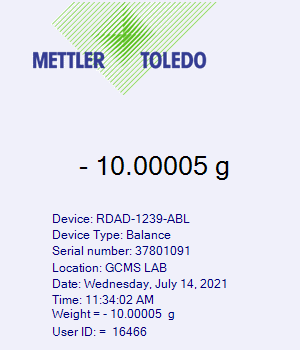 METTLER TOLEDO
- 10.00005 g
Device: RDAD-1239-ABL
Device Type: Balance
Serial number: 37801091
Location: GCMS LAB
Date: Wednesday, July 14, 2021
Time: 11:34:02 AM
Weight = - 10.00005 g
User ID: = 16466